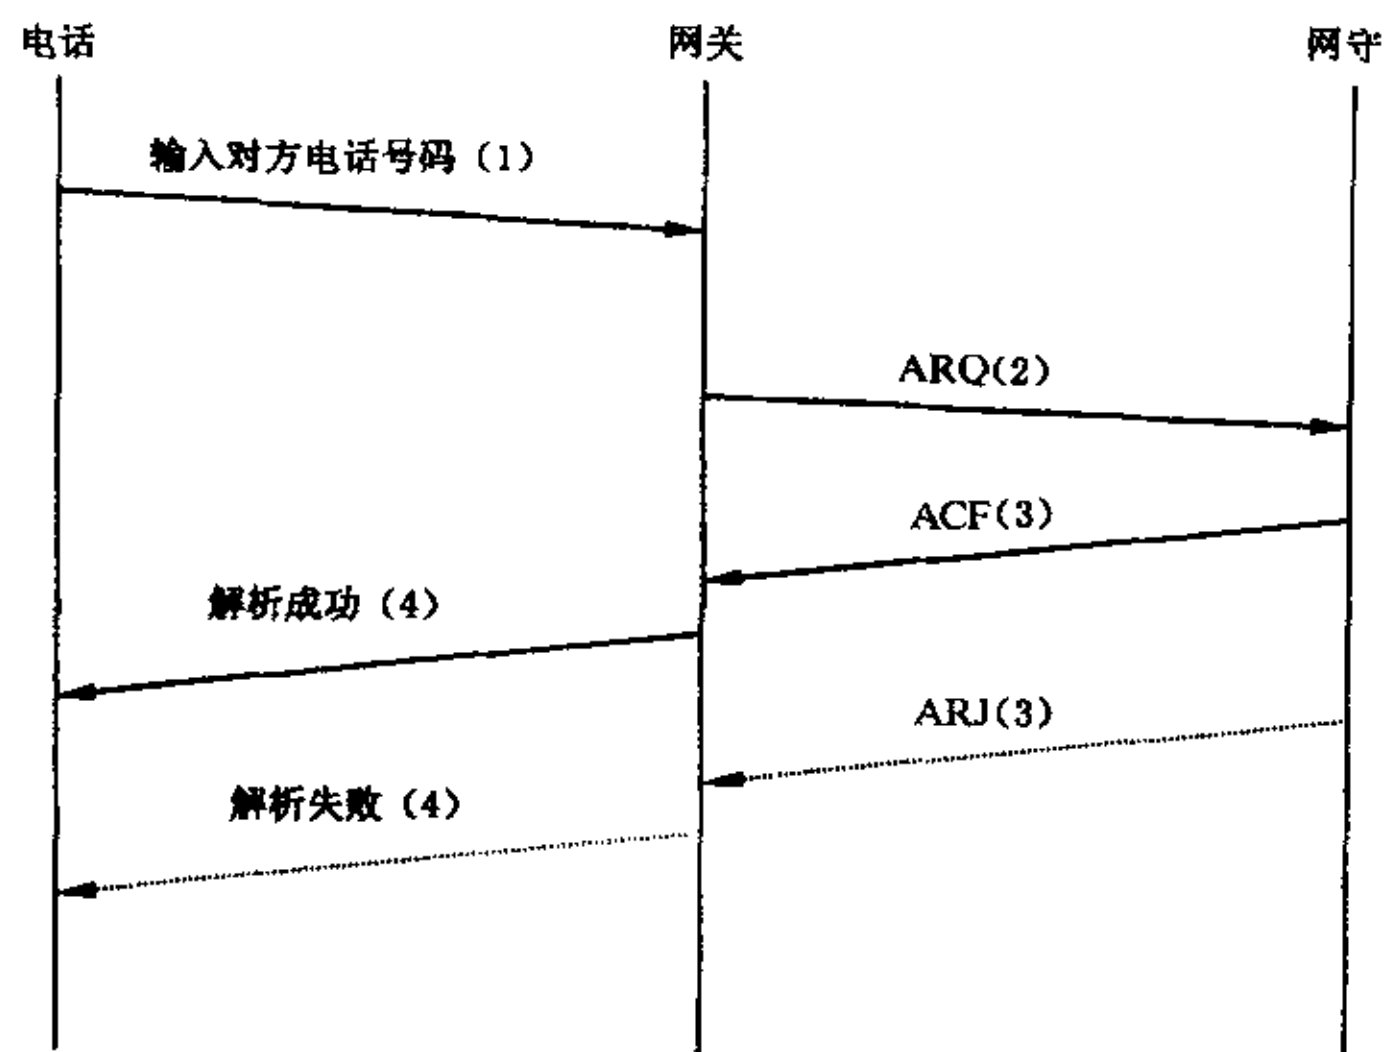 电话 网关 网守
输入对方电话号码（1）
ARQ(2)
ACF(3)
解析成功（4）
ARJ(3)
解析失败（4）